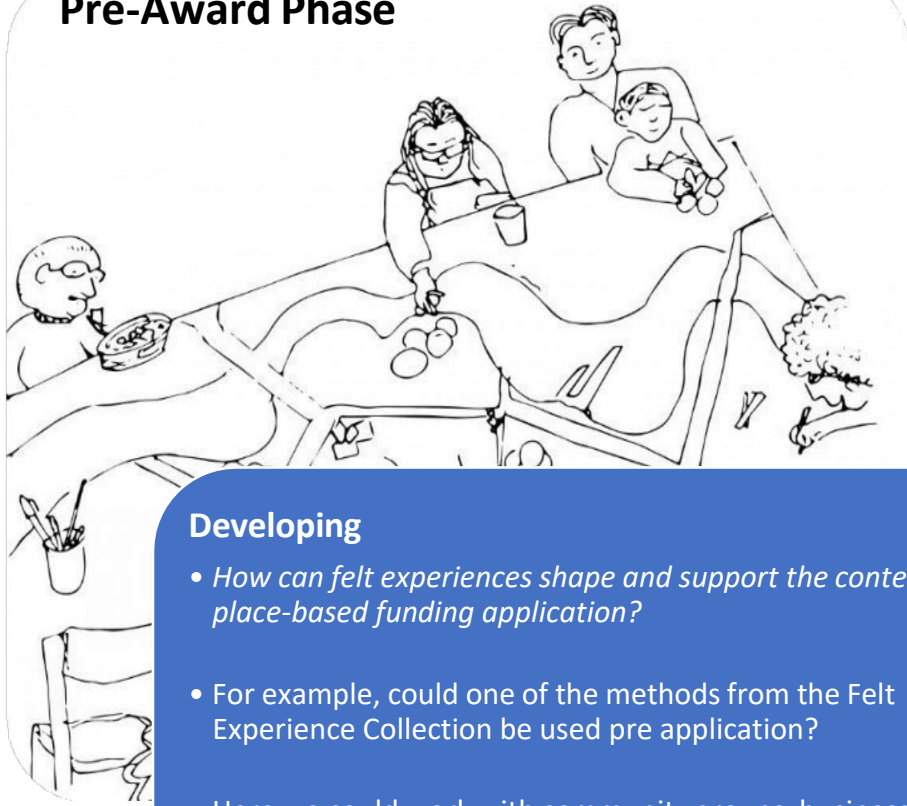 Pre-Award Phase
Developing
• How can felt experiences shape and support the conte
place-based funding application?
• For example, could one of the methods from the Felt
Experience Collection be used pre application?